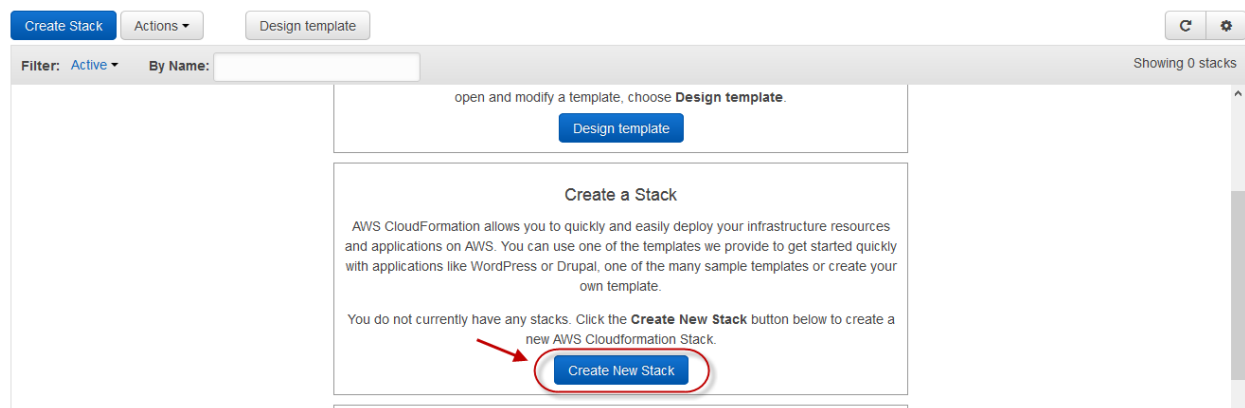 Create Stack Actions Design template
Filter: Active By Name: Showing 0 stacks
open and modify a template, choose Design template.
Design template
Create a Stack
AWS CloudFormation allows you to quickly and easily deploy your infrastructure resources
and applications on AWS. You can use one of the templates we provide to get started quickly
with applications like WordPress or Drupal, one of the many sample templates or create your
own template.
You do not currently have any stacks. Click the Create New Stack button below to create a
new AWS Cloudformation Stack.
Create New Stack